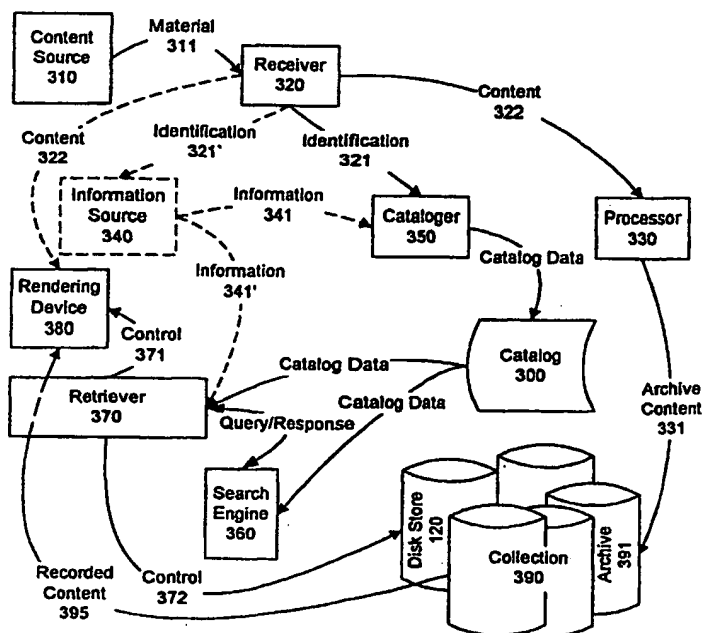 Content
Source
310
Material
311
Receiver
320
Content
322
Content
322
Identification
321'
Identification
321
Information
Source
340
Information
341
Cataloger
350
Processor
330
Information
341'
Catalog Data
Rendering
Device
380
Control
371
Catalog
300
Catalog Data
Archive
Content
331
Retriever
370
Catalog Data
Query/Response
Search
Engine
360
Disk Store
120
Collection
390
Archive
391
Recorded
Content
395
Control
372